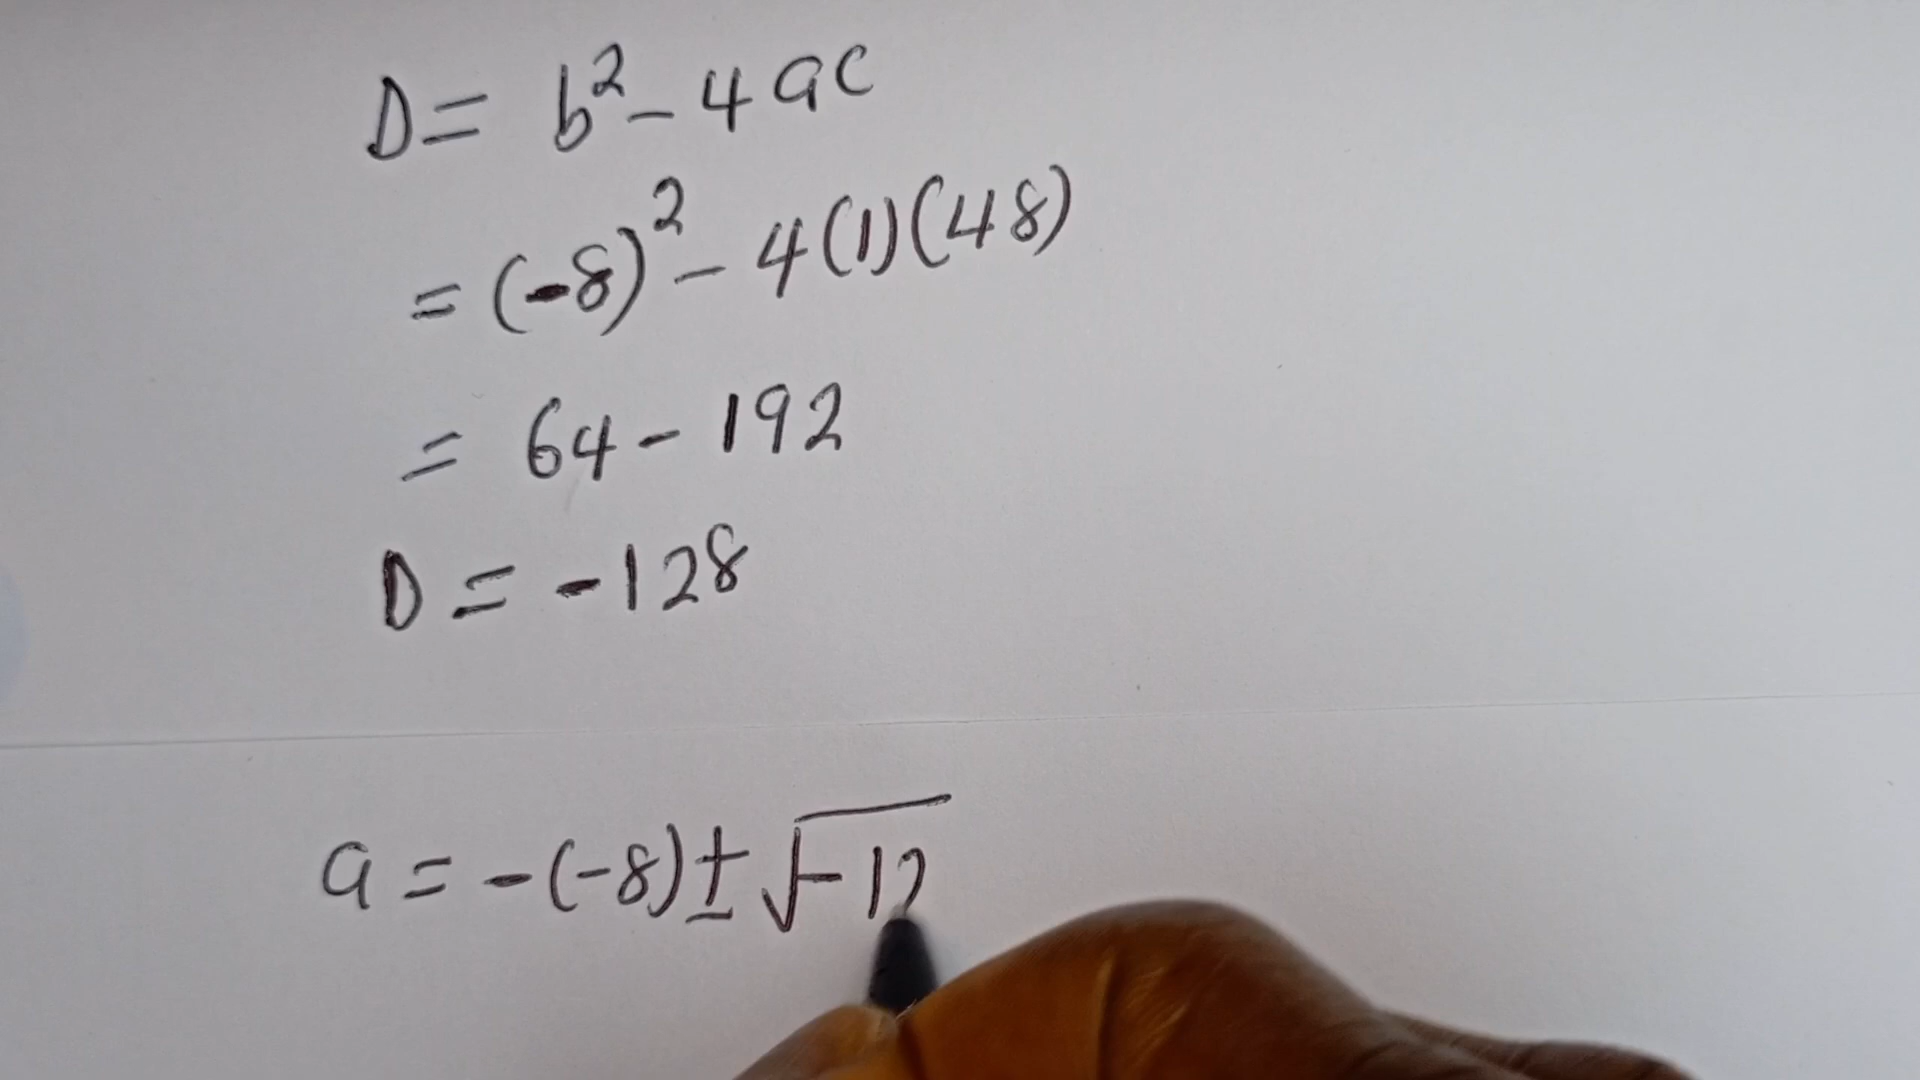 D = b² - 4ac
= (-8)² - 4(1)(48)
= 64 - 192
D = -128
a = -(-8) ± √-12